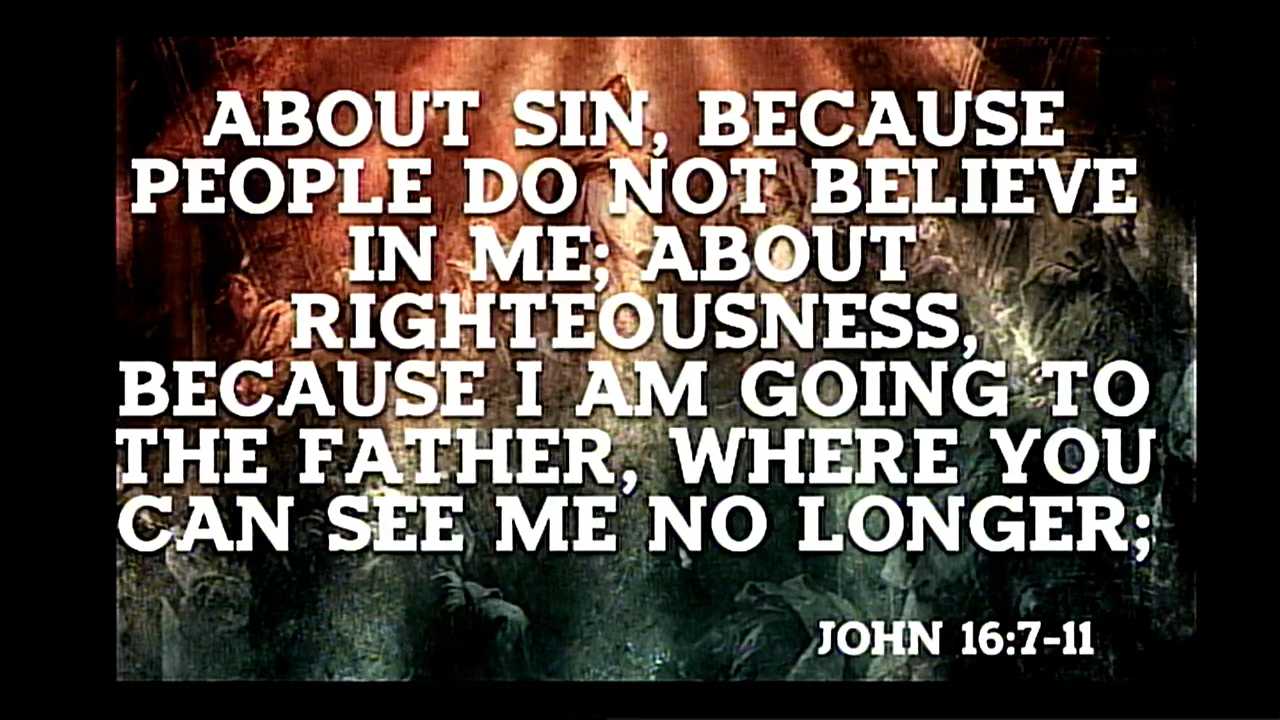 ABOUT SIN, BECAUSE
PEOPLE DO NOT BELIEVE
IN ME; ABOUT
RIGHTEOUSNESS,
BECAUSE I AM GOING TO
THE FATHER, WHERE YOU
CAN SEE ME NO LONGER;
JOHN 16:7-11